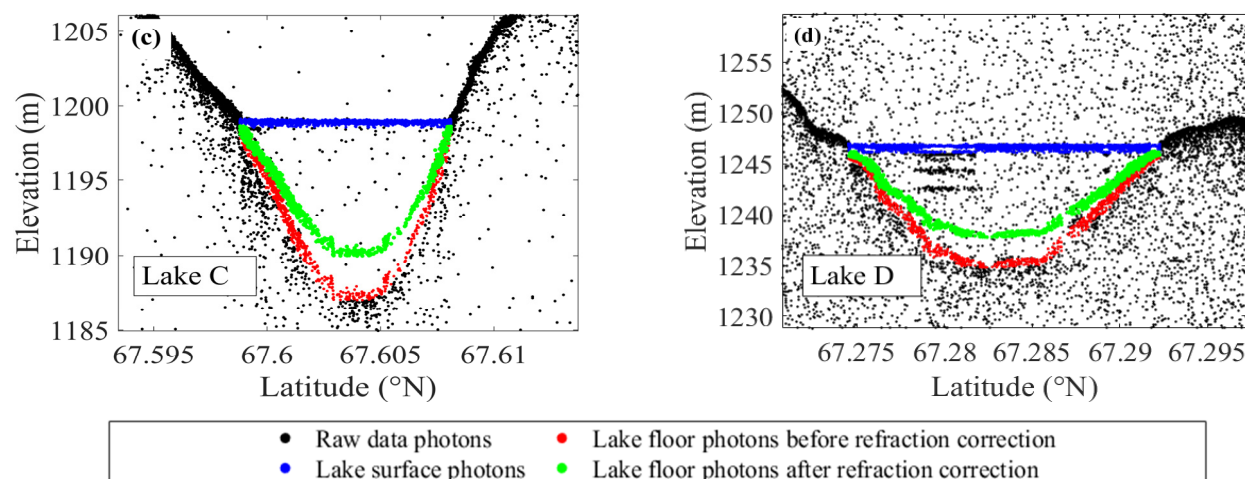 (c)
1205
1200
1195
1190
1185
Elevation (m)
Lake C
67.595 67.6 67.605 67.61
Latitude (°N)
(d)
1255
1250
1245
1240
1235
1230
Elevation (m)
Lake D
67.275 67.28 67.285 67.29 67.295
Latitude (°N)
Raw data photons
Lake floor photons before refraction correction
Lake surface photons
Lake floor photons after refraction correction